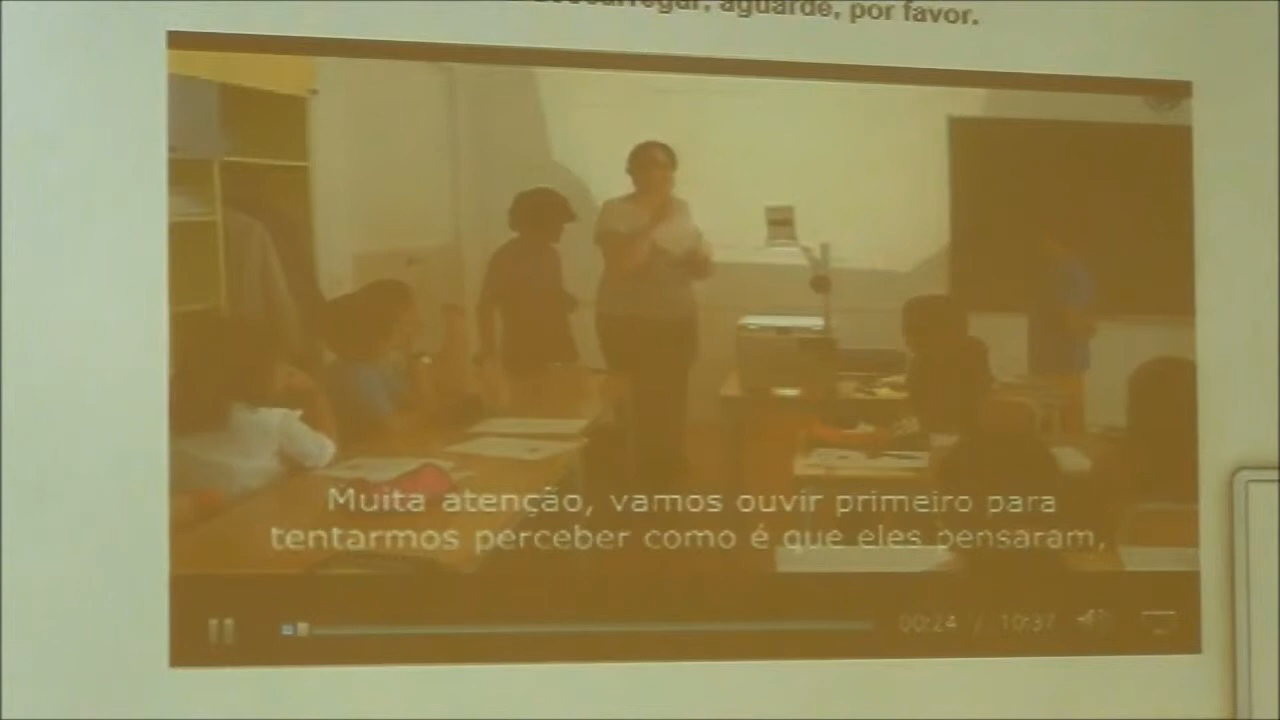 aguarde, por favor.
Muita atenção, vamos ouvir primeiro para
tentarmos perceber como é que eles pensaram,
00:24 / 10:37